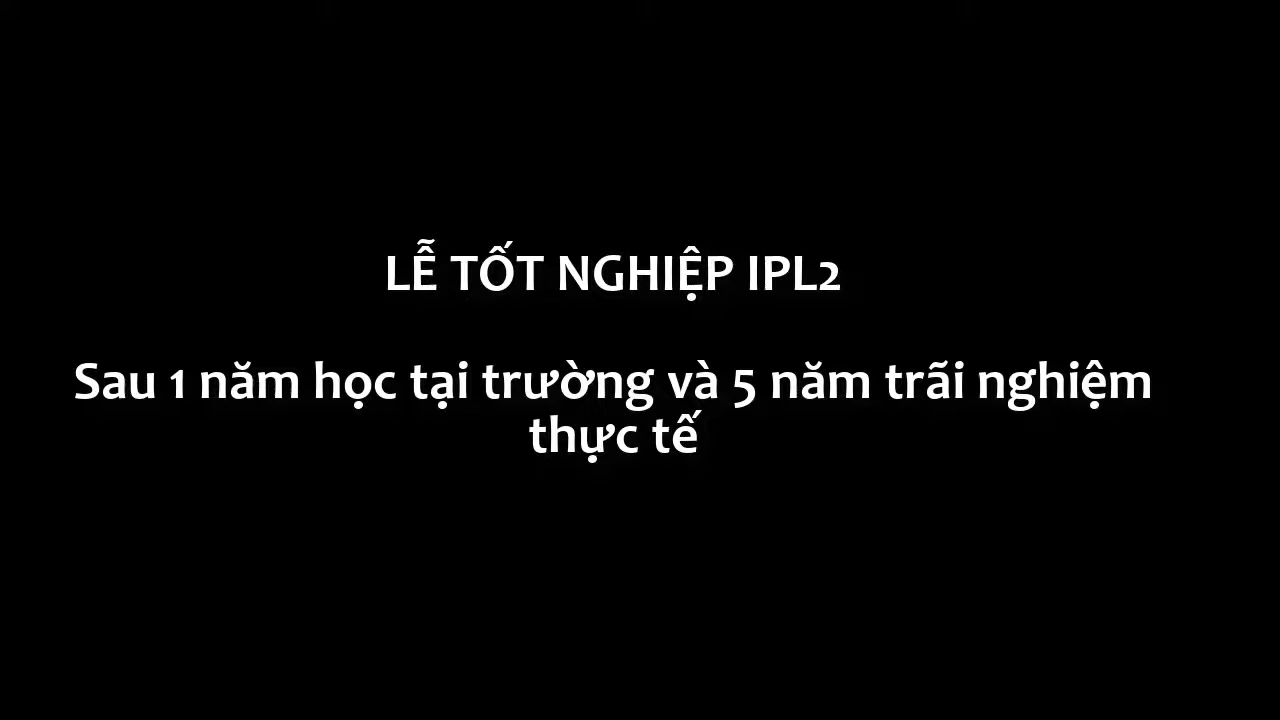 LỄ TỐT NGHIỆP IPL2
Sau 1 năm học tại trường và 5 năm trãi nghiệm
thực tế